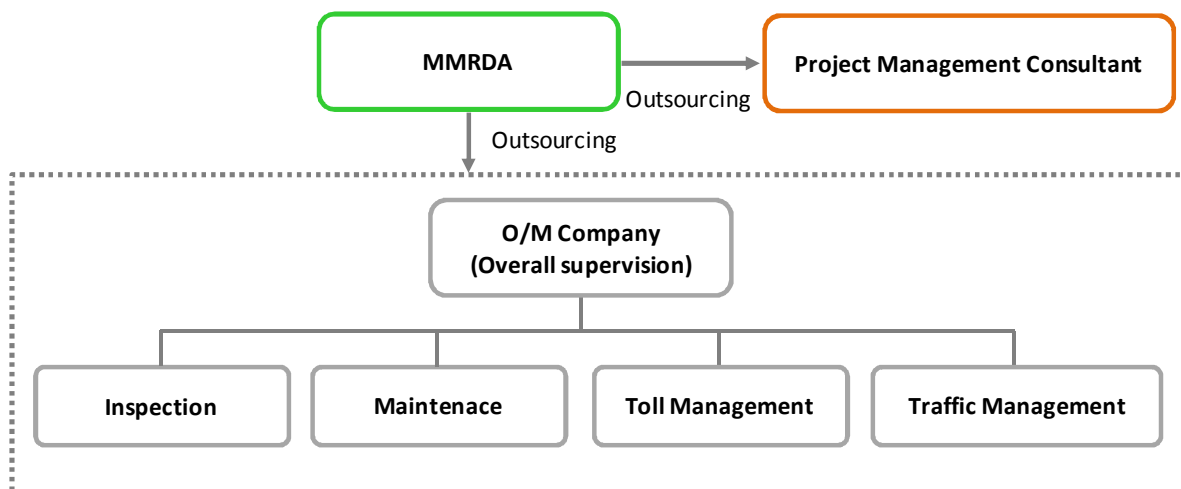 MMRDA
Project Management Consultant
Outsourcing
Outsourcing
O/M Company
(Overall supervision)
Inspection
Maintenace
Toll Management
Traffic Management